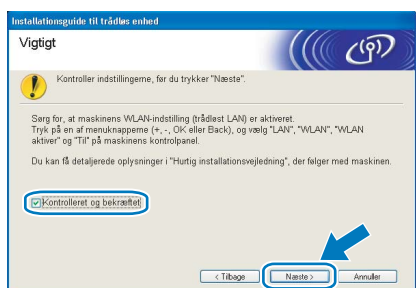 Installationsguide til trådløs enhed
Vigtigt
Kontroller indstillingerne, før du trykker "Næste".
Sørg for, at maskinens WLAN-indstilling (trådløst LAN) er aktiveret.
Tryk på en af menuknapperne (+, -, OK eller Back), og vælg "LAN", "WLAN", "WLAN
aktiver" og "Til" på maskinens kontrolpanel.
Du kan få detaljerede oplysninger i "Hurtig installationsvejledning", der følger med maskinen.
Kontrolleret og bekræftet
< Tilbage Næste > Annuller